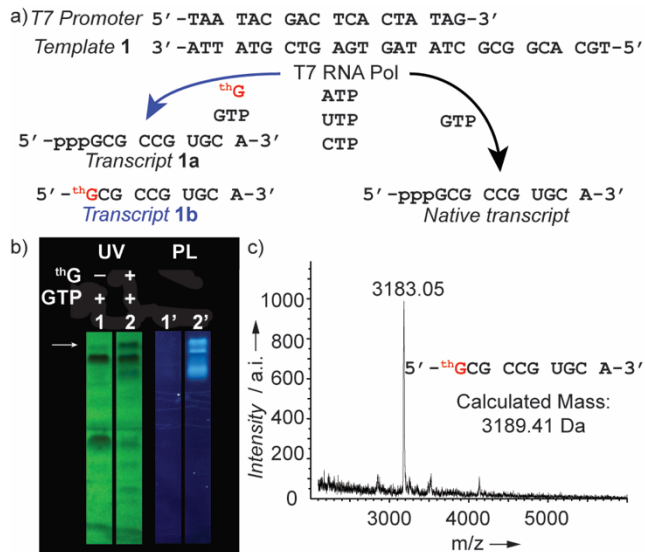 a) T7 Promoter 5′-TAA TAC GAC TCA CTA TAG-3′
Template 1 3′-ATT ATG CTG AGT GAT ATC GCG GCA CGT-5′
T7 RNA Pol
thG
GTP
ATP
UTP
CTP
GTP
5′-pppGCG CCG UGC A-3′
Transcript 1a
5′-thGCG CCG UGC A-3′
Transcript 1b
5′-pppGCG CCG UGC A-3′
Native transcript
b) UV PL
thG – +
GTP + +
1 2 1’ 2’
c)
Intensity / a.i.
1000
800
600
400
200
0
3183.05
5′-thGCG CCG UGC A-3′
Calculated Mass:
3189.41 Da
3000 4000 5000
m/z